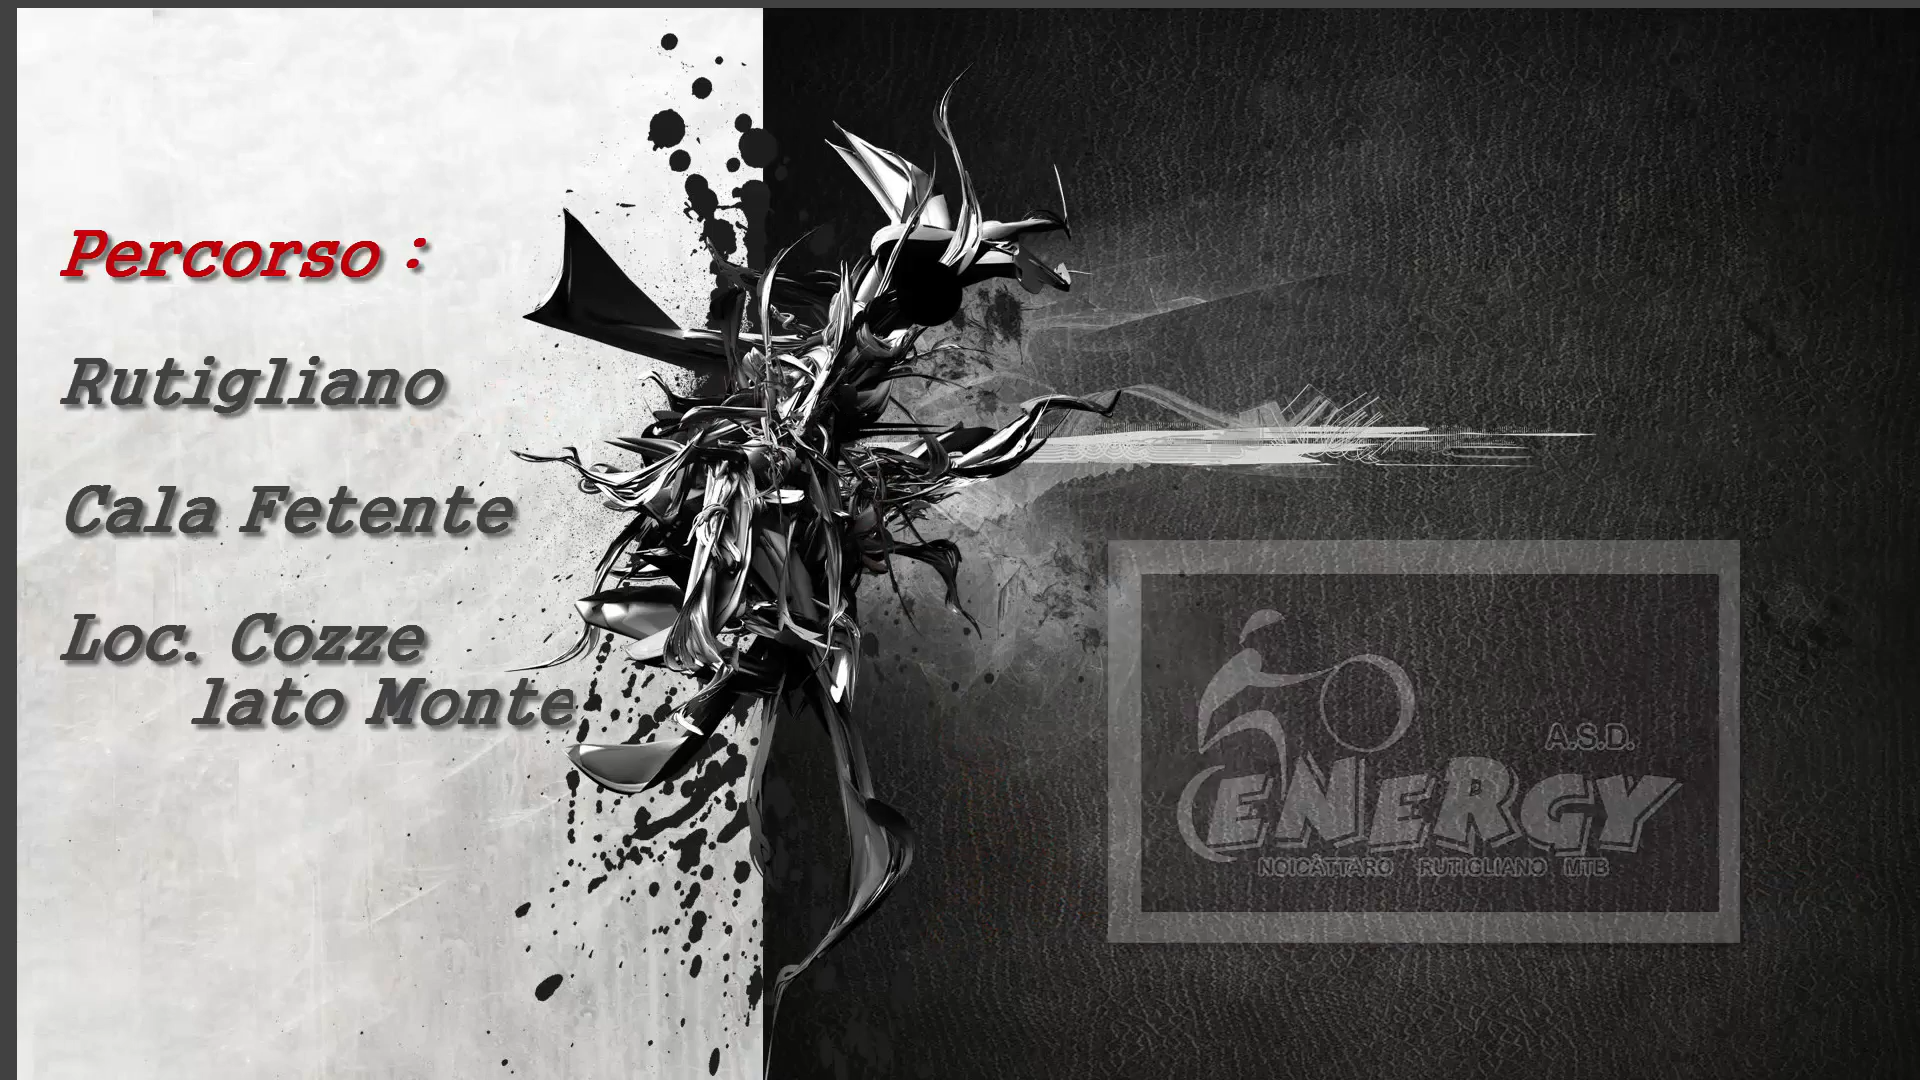 Percorso :
Rutigliano
Cala Fetente
Loc. Cozze
lato Monte
A.S.D.
ENERGY
NOICÀTTARO RUTIGLIANO MTB